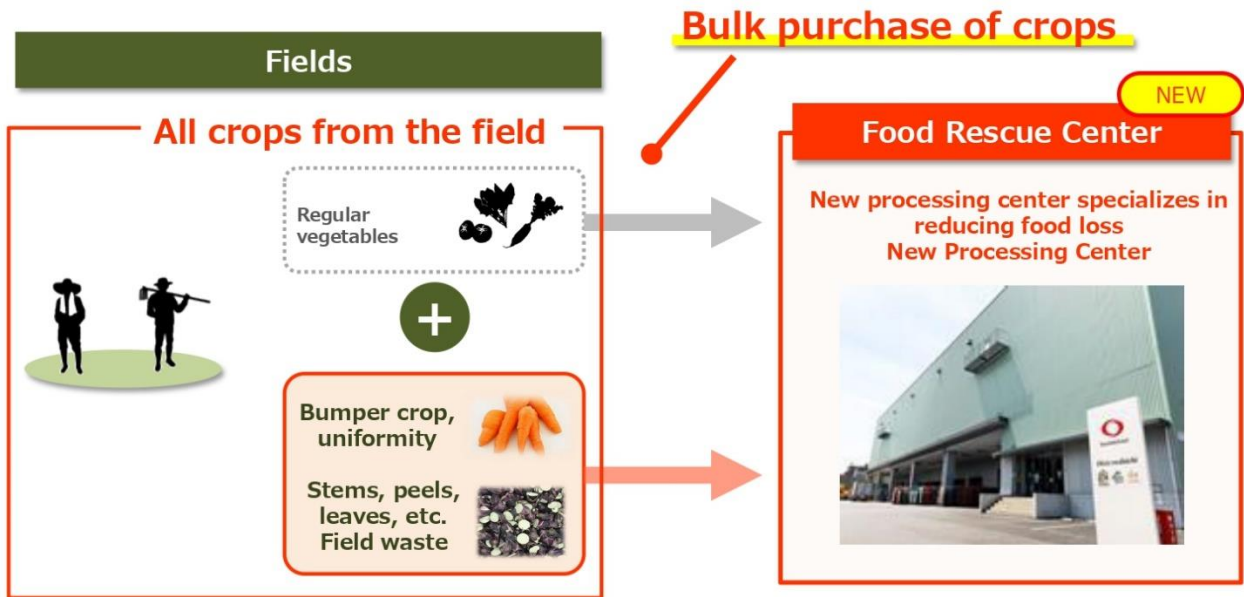 Bulk purchase of crops
Fields
NEW
All crops from the field
Food Rescue Center
Regular
vegetables
New processing center specializes in
reducing food loss
New Processing Center
+
Bumper crop,
uniformity
Stems, peels,
leaves, etc.
Field waste